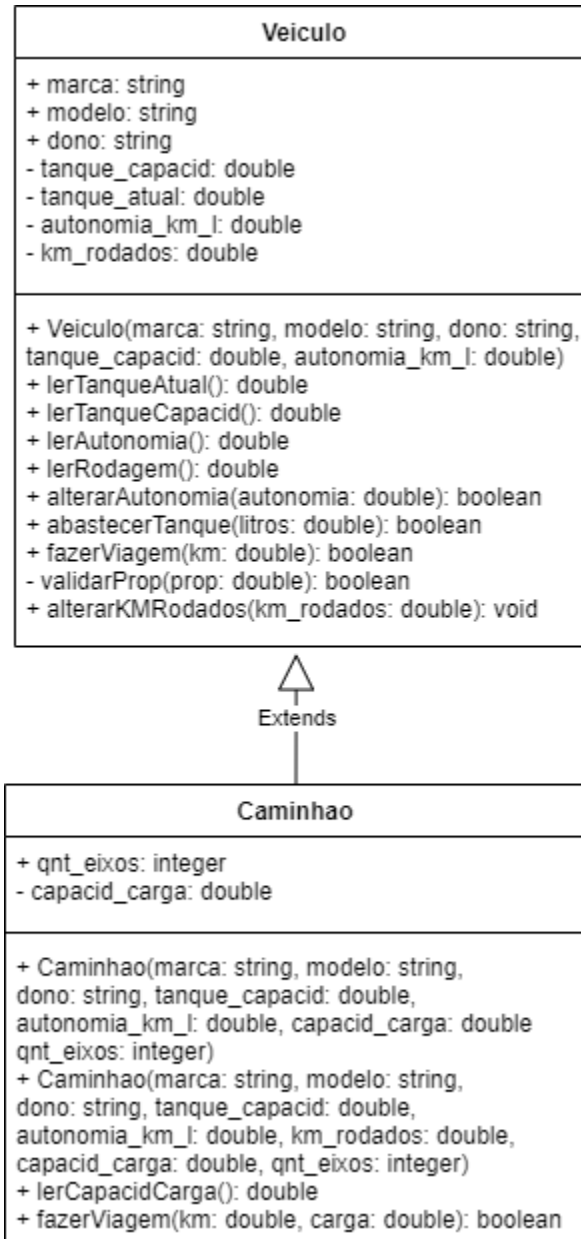 Veiculo
+ marca: string
+ modelo: string
+ dono: string
- tanque_capacid: double
- tanque_atual: double
- autonomia_km_l: double
- km_rodados: double
+ Veiculo(marca: string, modelo: string, dono: string,
tanque_capacid: double, autonomia_km_l: double)
+ lerTanqueAtual(): double
+ lerTanqueCapacid(): double
+ lerAutonomia(): double
+ lerRodagem(): double
+ alterarAutonomia(autonomia: double): boolean
+ abastecerTanque(litros: double): boolean
+ fazerViagem(km: double): boolean
- validarProp(prop: double): boolean
+ alterarKMRodados(km_rodados: double): void
Extends
Caminhao
+ qnt_eixos: integer
- capacid_carga: double
+ Caminhao(marca: string, modelo: string,
dono: string, tanque_capacid: double,
autonomia_km_l: double, capacid_carga: double
qnt_eixos: integer)
+ Caminhao(marca: string, modelo: string,
dono: string, tanque_capacid: double,
autonomia_km_l: double, km_rodados: double,
capacid_carga: double, qnt_eixos: integer)
+ lerCapacidCarga(): double
+ fazerViagem(km: double, carga: double): boolean